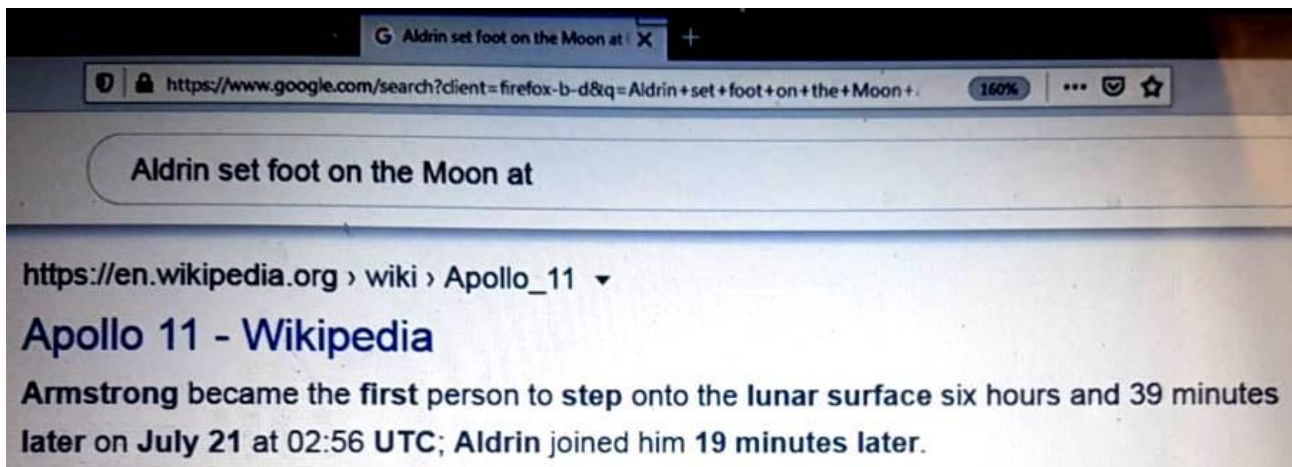 G Aldrin set foot on the Moon at
https://www.google.com/search?client=firefox-b-d&q=Aldrin+set+foot+on+the+Moon+ 160%
Aldrin set foot on the Moon at
https://en.wikipedia.org › wiki › Apollo_11
Apollo 11 - Wikipedia
Armstrong became the first person to step onto the lunar surface six hours and 39 minutes
later on July 21 at 02:56 UTC; Aldrin joined him 19 minutes later.